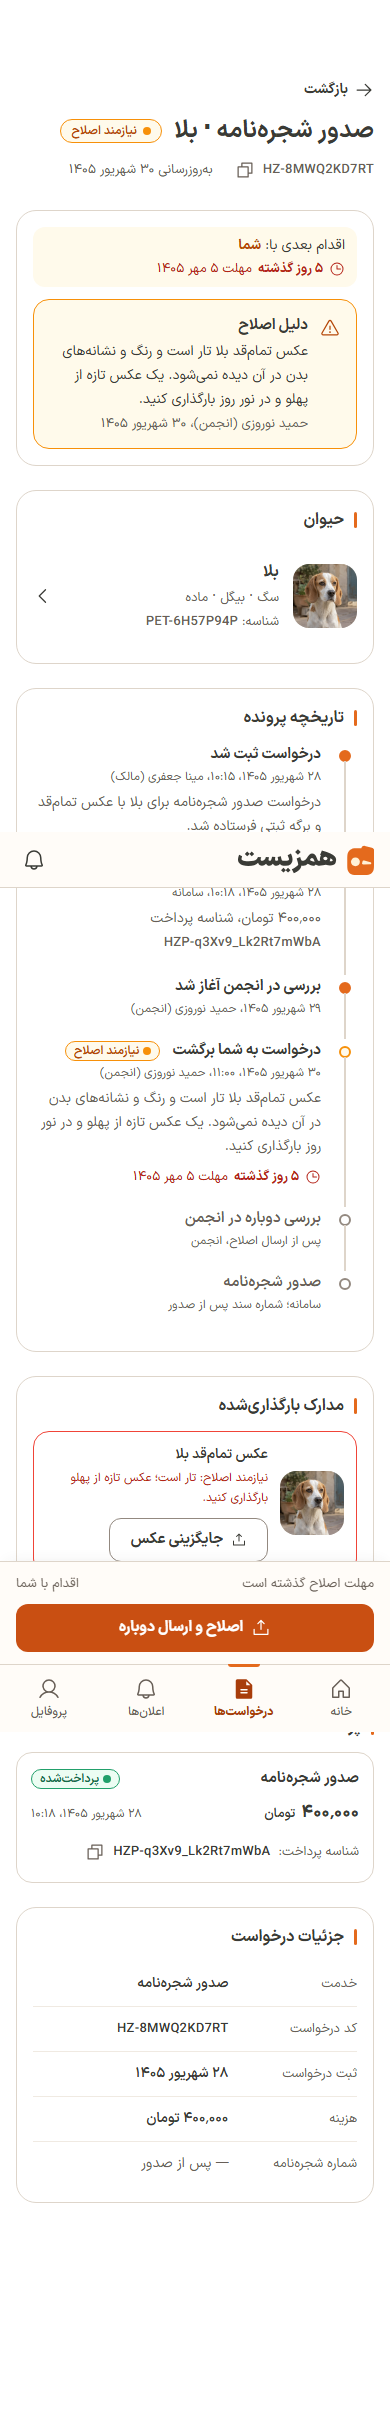 بازگشت
صدور شجره‌نامه · بلا
نیازمند اصلاح
HZ-8MWQ2KD7RT
به‌روزرسانی ۳۰ شهریور ۱۴۰۵
اقدام بعدی با: شما
۵ روز گذشته مهلت ۵ مهر ۱۴۰۵
دلیل اصلاح
عکس تمام‌قد بلا تار است و رنگ و نشانه‌های
بدن در آن دیده نمی‌شود. یک عکس تازه از
پهلو و در نور روز بارگذاری کنید.
حمید نوروزی (انجمن)، ۳۰ شهریور ۱۴۰۵
حیوان
بلا
سگ · بیگل · ماده
شناسه: PET-6H57P94P
تاریخچه پرونده
درخواست ثبت شد
۲۸ شهریور ۱۴۰۵، ۱۰:۱۵، مینا جعفری (مالک)
درخواست صدور شجره‌نامه برای بلا با عکس تمام‌قد
و برگه ثبتی فرستاده شد.
همزیست
۲۸ شهریور ۱۴۰۵، ۱۰:۱۸، سامانه
۴۰۰٬۰۰۰ تومان، شناسه پرداخت
HZP-q3Xv9_Lk2Rt7mWbA
بررسی در انجمن آغاز شد
۲۹ شهریور ۱۴۰۵، حمید نوروزی (انجمن)
درخواست به شما برگشت
نیازمند اصلاح
۳۰ شهریور ۱۴۰۵، ۱۱:۰۰، حمید نوروزی (انجمن)
عکس تمام‌قد بلا تار است و رنگ و نشانه‌های بدن
در آن دیده نمی‌شود. یک عکس تازه از پهلو و در نور
روز بارگذاری کنید.
۵ روز گذشته مهلت ۵ مهر ۱۴۰۵
بررسی دوباره در انجمن
پس از ارسال اصلاح، انجمن
صدور شجره‌نامه
سامانه؛ شماره سند پس از صدور
مدارک بارگذاری‌شده
عکس تمام‌قد بلا
نیازمند اصلاح: تار است؛ عکس تازه از پهلو
بارگذاری کنید.
جایگزینی عکس
مهلت اصلاح گذشته است
اقدام با شما
اصلاح و ارسال دوباره
خانه
درخواست‌ها
اعلان‌ها
پروفایل
صدور شجره‌نامه
پرداخت‌شده
۴۰۰٬۰۰۰ تومان
۲۸ شهریور ۱۴۰۵، ۱۰:۱۸
شناسه پرداخت: HZP-q3Xv9_Lk2Rt7mWbA
جزئیات درخواست
خدمت
صدور شجره‌نامه
کد درخواست
HZ-8MWQ2KD7RT
ثبت درخواست
۲۸ شهریور ۱۴۰۵
هزینه
۴۰۰٬۰۰۰ تومان
شماره شجره‌نامه
— پس از صدور